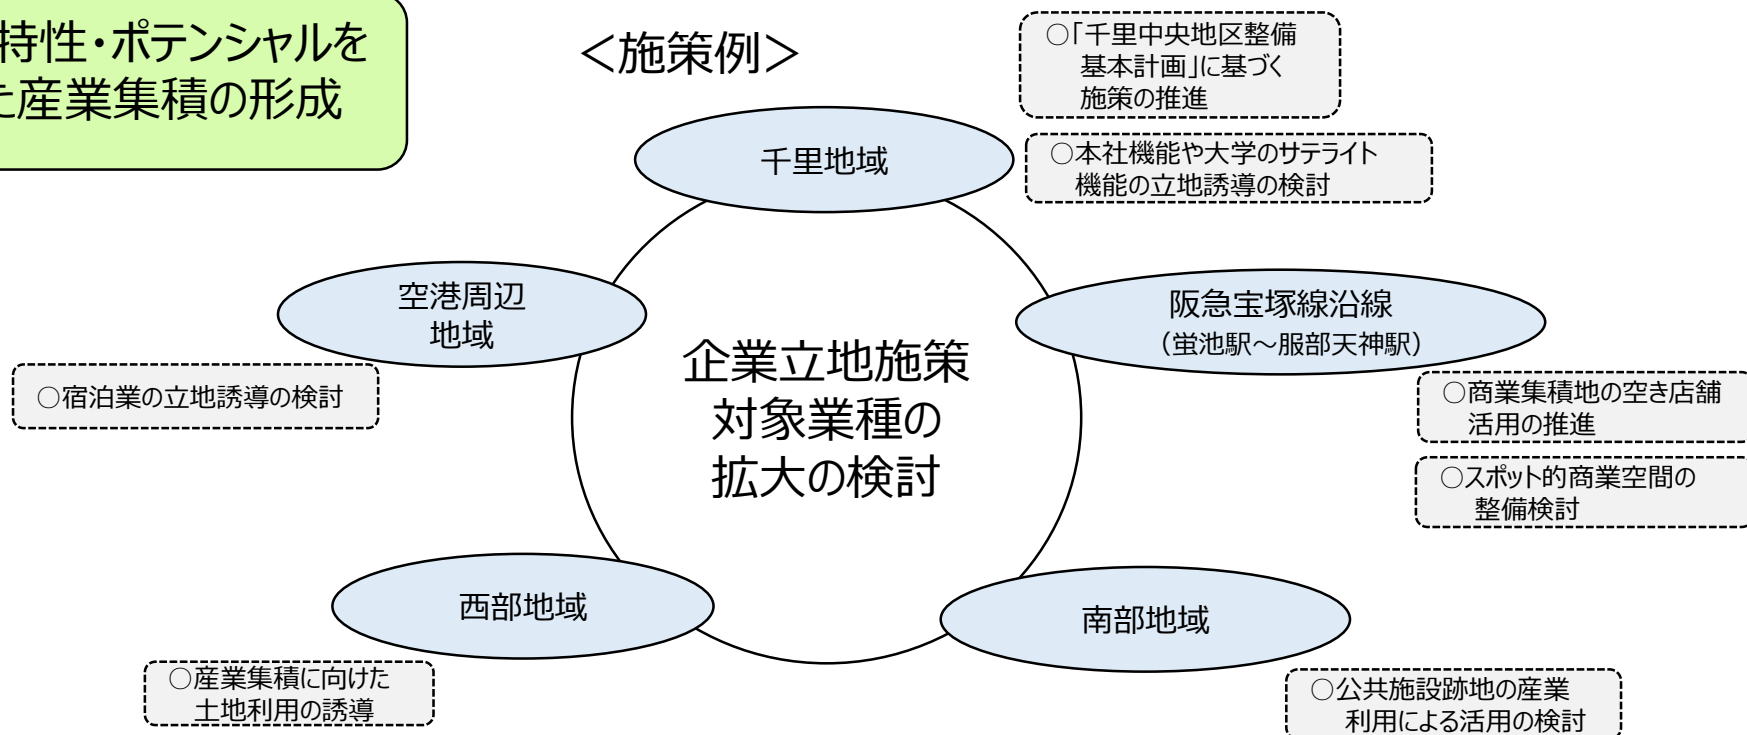 特性・ポテンシャルを
た産業集積の形成
＜施策例＞
○「千里中央地区整備
基本計画」に基づく
施策の推進
千里地域
○本社機能や大学のサテライト
機能の立地誘導の検討
空港周辺
地域
阪急宝塚線沿線
（蛍池駅～服部天神駅）
○宿泊業の立地誘導の検討
企業立地施策
対象業種の
拡大の検討
○商業集積地の空き店舗
活用の推進
○スポット的商業空間の
整備検討
西部地域
南部地域
○産業集積に向けた
土地利用の誘導
○公共施設跡地の産業
利用による活用の検討